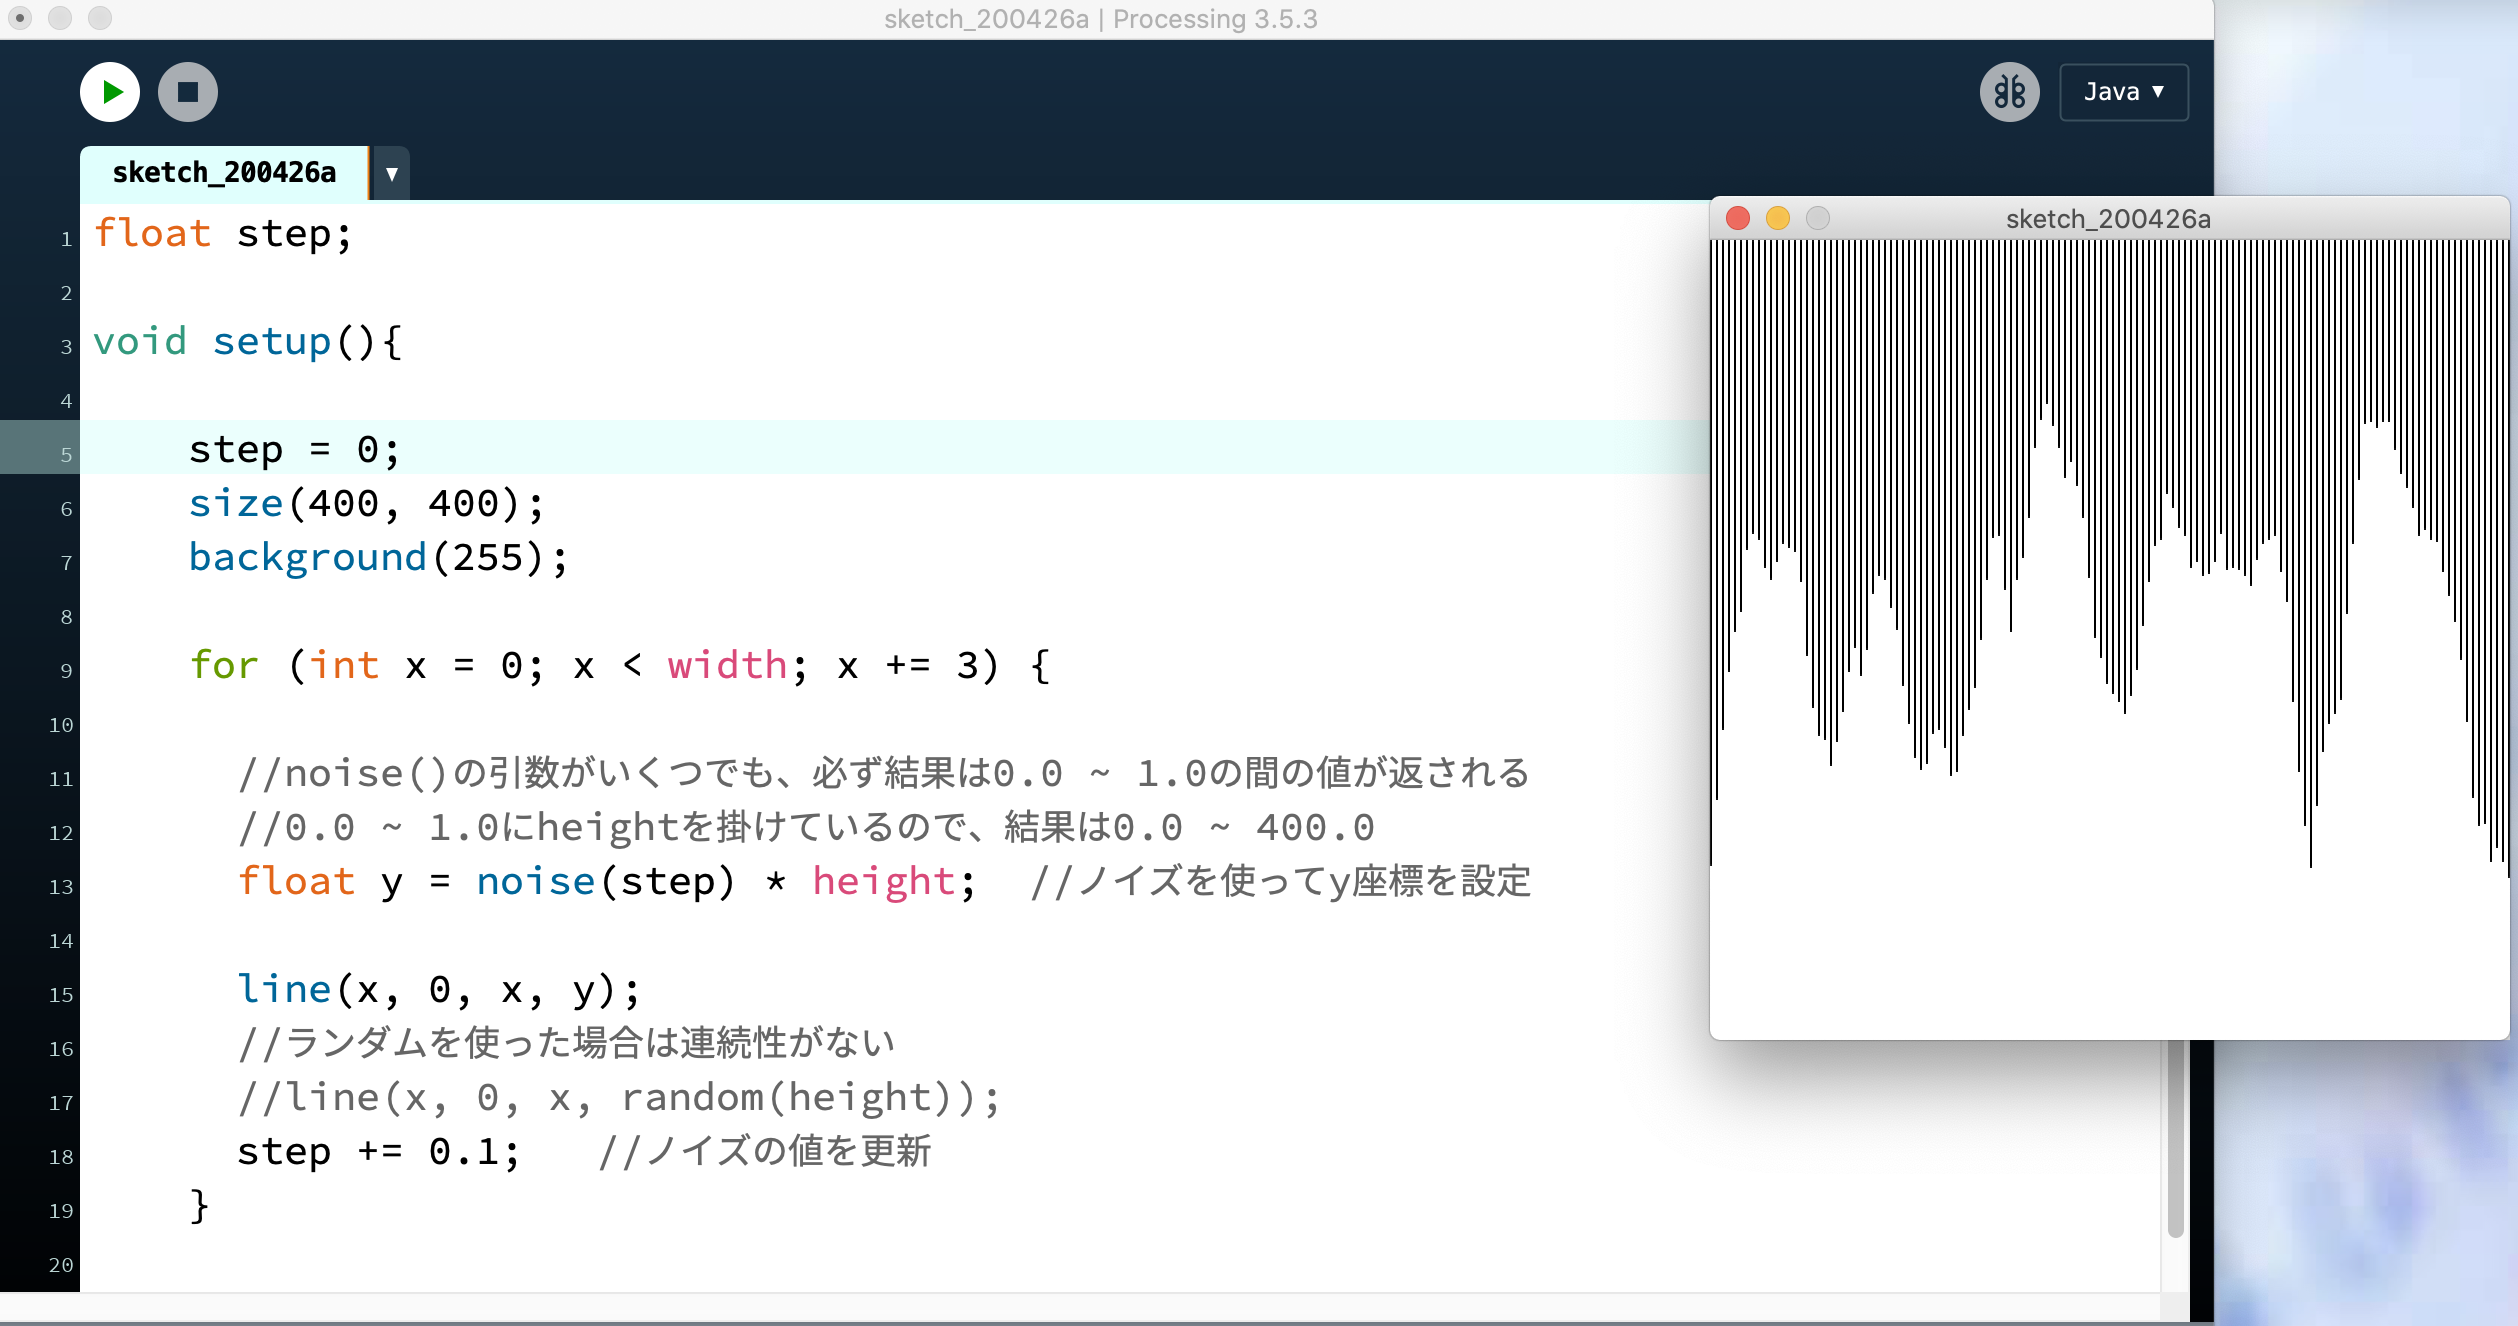 sketch_200426a | Processing 3.5.3
Java ▼
sketch_200426a ▼
1 float step;
2
3 void setup(){
4
5     step = 0;
6     size(400, 400);
7     background(255);
8
9     for (int x = 0; x < width; x += 3) {
10
11       //noise()の引数がいくつでも、必ず結果は0.0 ~ 1.0の間の値が返される
12       //0.0 ~ 1.0にheightを掛けているので、結果は0.0 ~ 400.0
13       float y = noise(step) * height;  //ノイズを使ってy座標を設定
14
15       line(x, 0, x, y);
16       //ランダムを使った場合は連続性がない
17       //line(x, 0, x, random(height));
18       step += 0.1;   //ノイズの値を更新
19     }
20
sketch_200426a